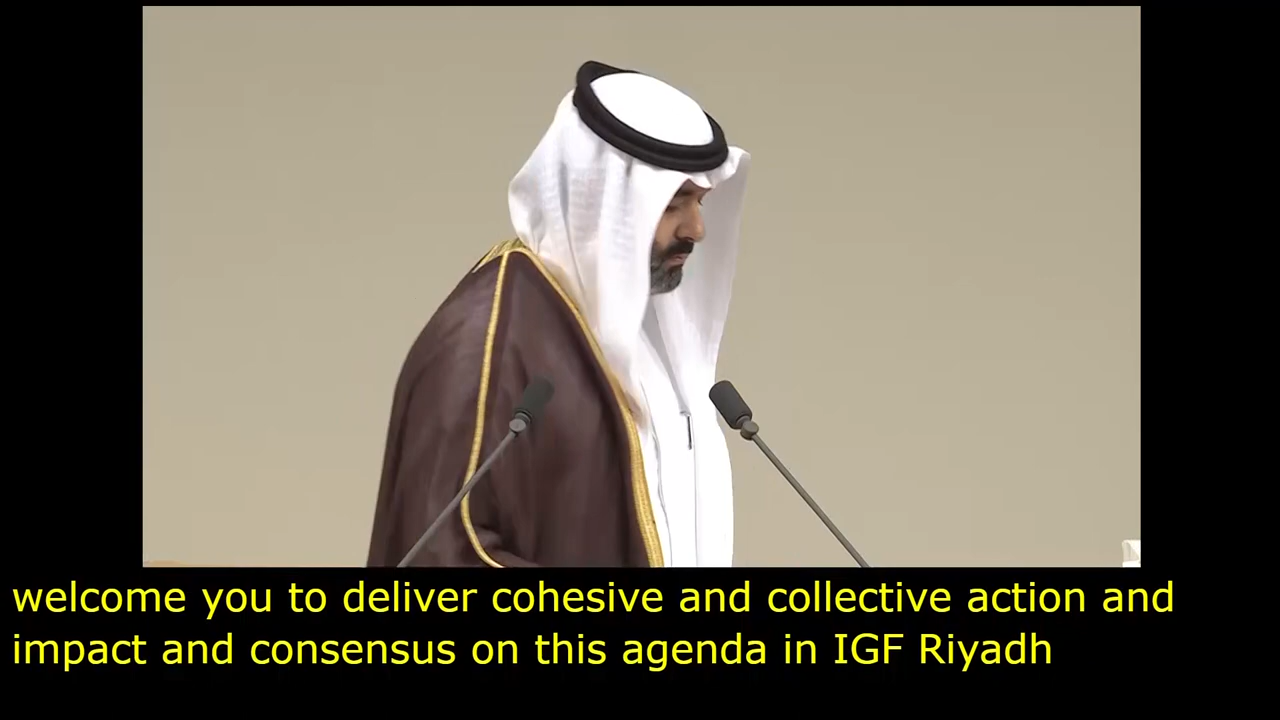 welcome you to deliver cohesive and collective action and
impact and consensus on this agenda in IGF Riyadh